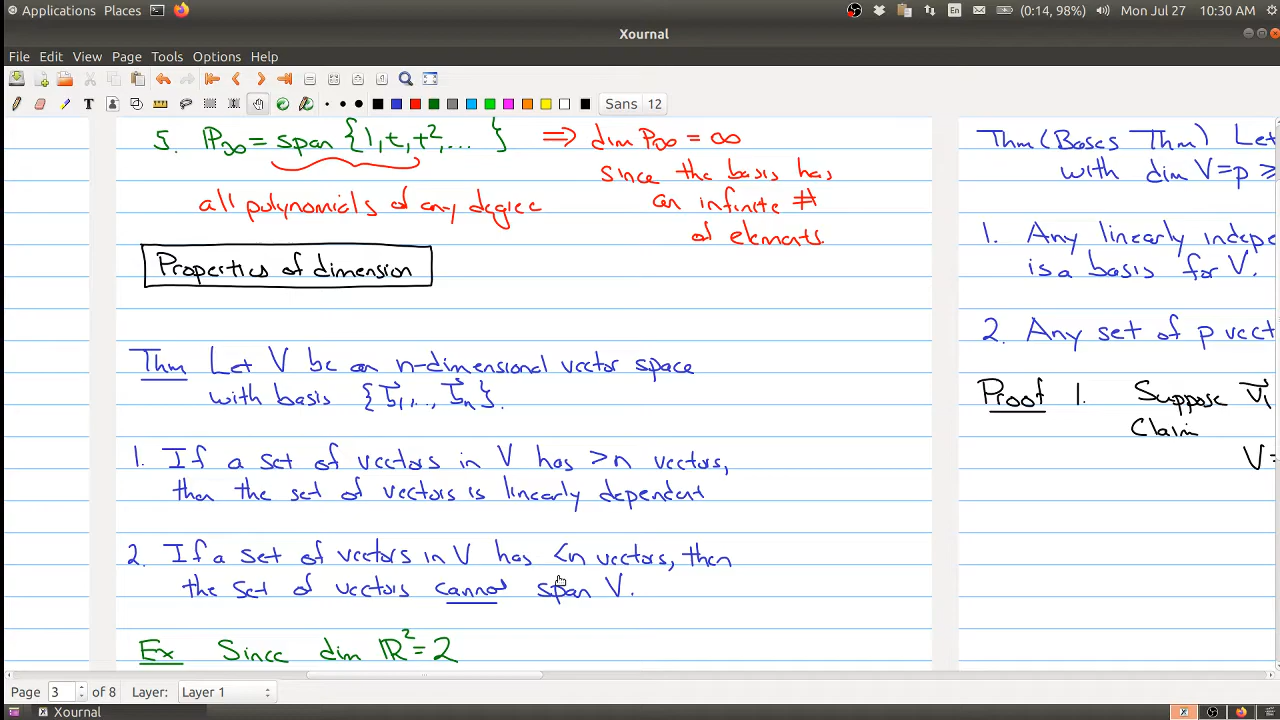 Applications Places En (0:14, 98%) Mon Jul 27 10:30 AM
Xournal
File Edit View Page Tools Options Help
Sans 12
5. ℙ∞ = span {1, t, t², ... } ⟹ dim P∞ = ∞
since the basis has
all polynomials of any degree
an infinite #
of elements.
Properties of dimension
Thm Let V be an n-dimensional vector space
with basis {b⃗₁, .., b⃗ₙ}.
1. If a set of vectors in V has >n vectors,
then the set of vectors is linearly dependent
2. If a set of vectors in V has <n vectors, then
the set of vectors cannot span V.
Ex Since dim ℝ² = 2
Thm (Bases Thm) Let
with dim V = p ≥
1. Any linearly indepe
is a basis for V.
2. Any set of p vect
Proof 1. Suppose v⃗₁
Claim
V =
Page 3 of 8 Layer: Layer 1
Xournal